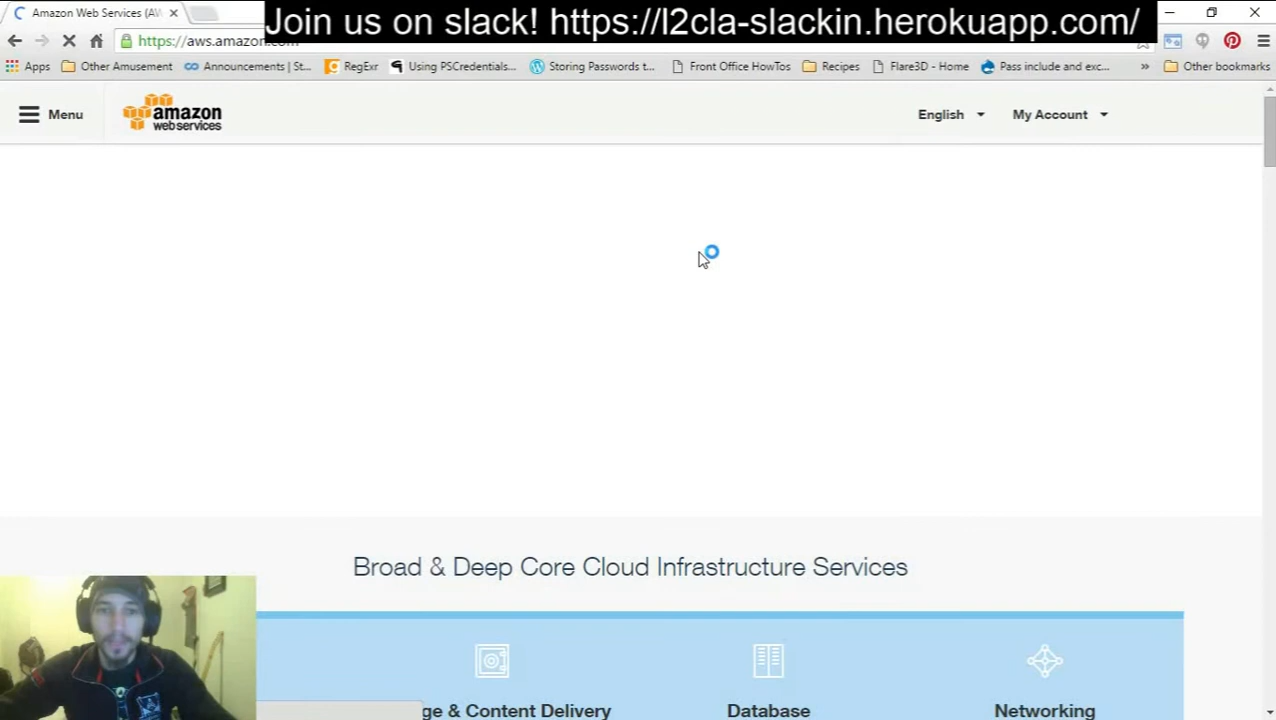 Join us on slack! https://l2cla-slackin.herokuapp.com/
Amazon Web Services (AW
https://aws.amazon.com
Apps
Other Amusement
Announcements | St...
RegExr
Using PSCredentials...
Storing Passwords t...
Front Office HowTos
Recipes
Flare3D - Home
Pass include and exc...
»
Other bookmarks
Menu
amazon
webservices
English
My Account
Broad & Deep Core Cloud Infrastructure Services
ge & Content Delivery
Database
Networking